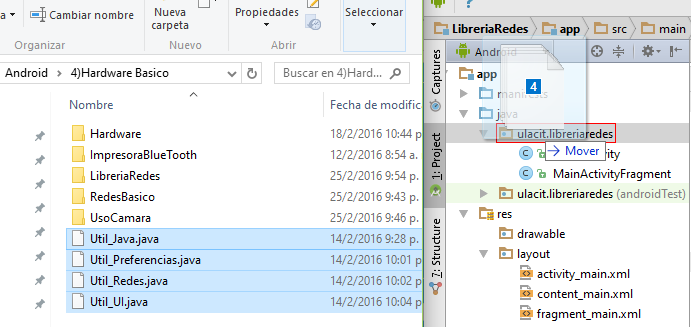 Cambiar nombre
Nueva
carpeta
Seleccionar
Organizar
Nuevo
Abrir
Android
4)Hardware Basico
Buscar en 4)Hard...
Nombre
Fecha de modific
Hardware
18/2/2016 10:44 p
ImpresoraBlueTooth
12/2/2016 8:54 a.
LibreriaRedes
25/2/2016 9:54 p.
RedesBasico
25/2/2016 9:43 p.
UsoCamara
25/2/2016 9:46 p.
Util_Java.java
14/2/2016 9:28 p.
Util_Preferencias.java
14/2/2016 10:01 p
Util_Redes.java
14/2/2016 10:02 p
Util_UI.java
14/2/2016 10:04 p
LibreriaRedes
app
src
main
Android
Captures
1: Project
7: Structure
app
manifests
java
4
ulacit.libreriaredes
Mover
MainActivityFragment
ulacit.libreriaredes (androidTest)
res
drawable
layout
activity_main.xml
content_main.xml
fragment_main.xml